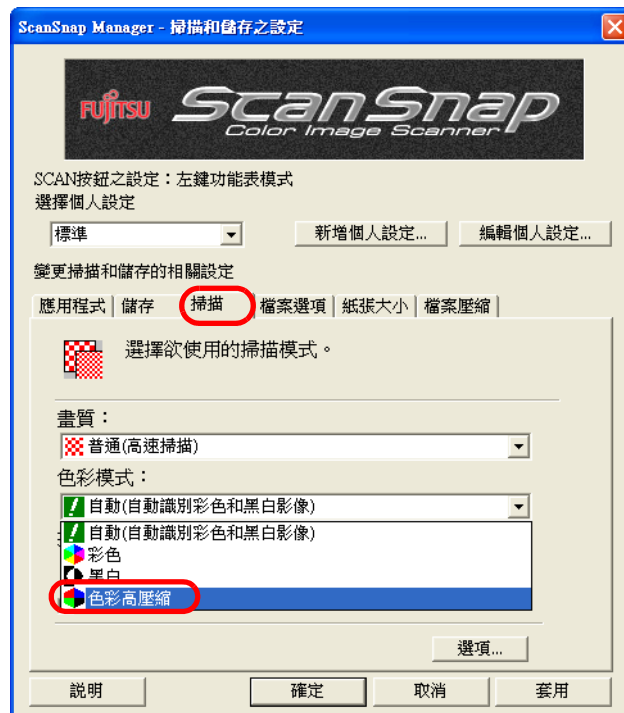 ScanSnap Manager - 掃描和儲存之設定
FUJITSU ScanSnap
Color Image Scanner
SCAN按鈕之設定：左鍵功能表模式
選擇個人設定
標準 新增個人設定... 編輯個人設定...
變更掃描和儲存的相關設定
應用程式 儲存 掃描 檔案選項 紙張大小 檔案壓縮
選擇欲使用的掃描模式。
畫質：
普通(高速掃描)
色彩模式：
自動(自動識別彩色和黑白影像)
自動(自動識別彩色和黑白影像)
彩色
黑白
色彩高壓縮
選項...
說明 確定 取消 套用